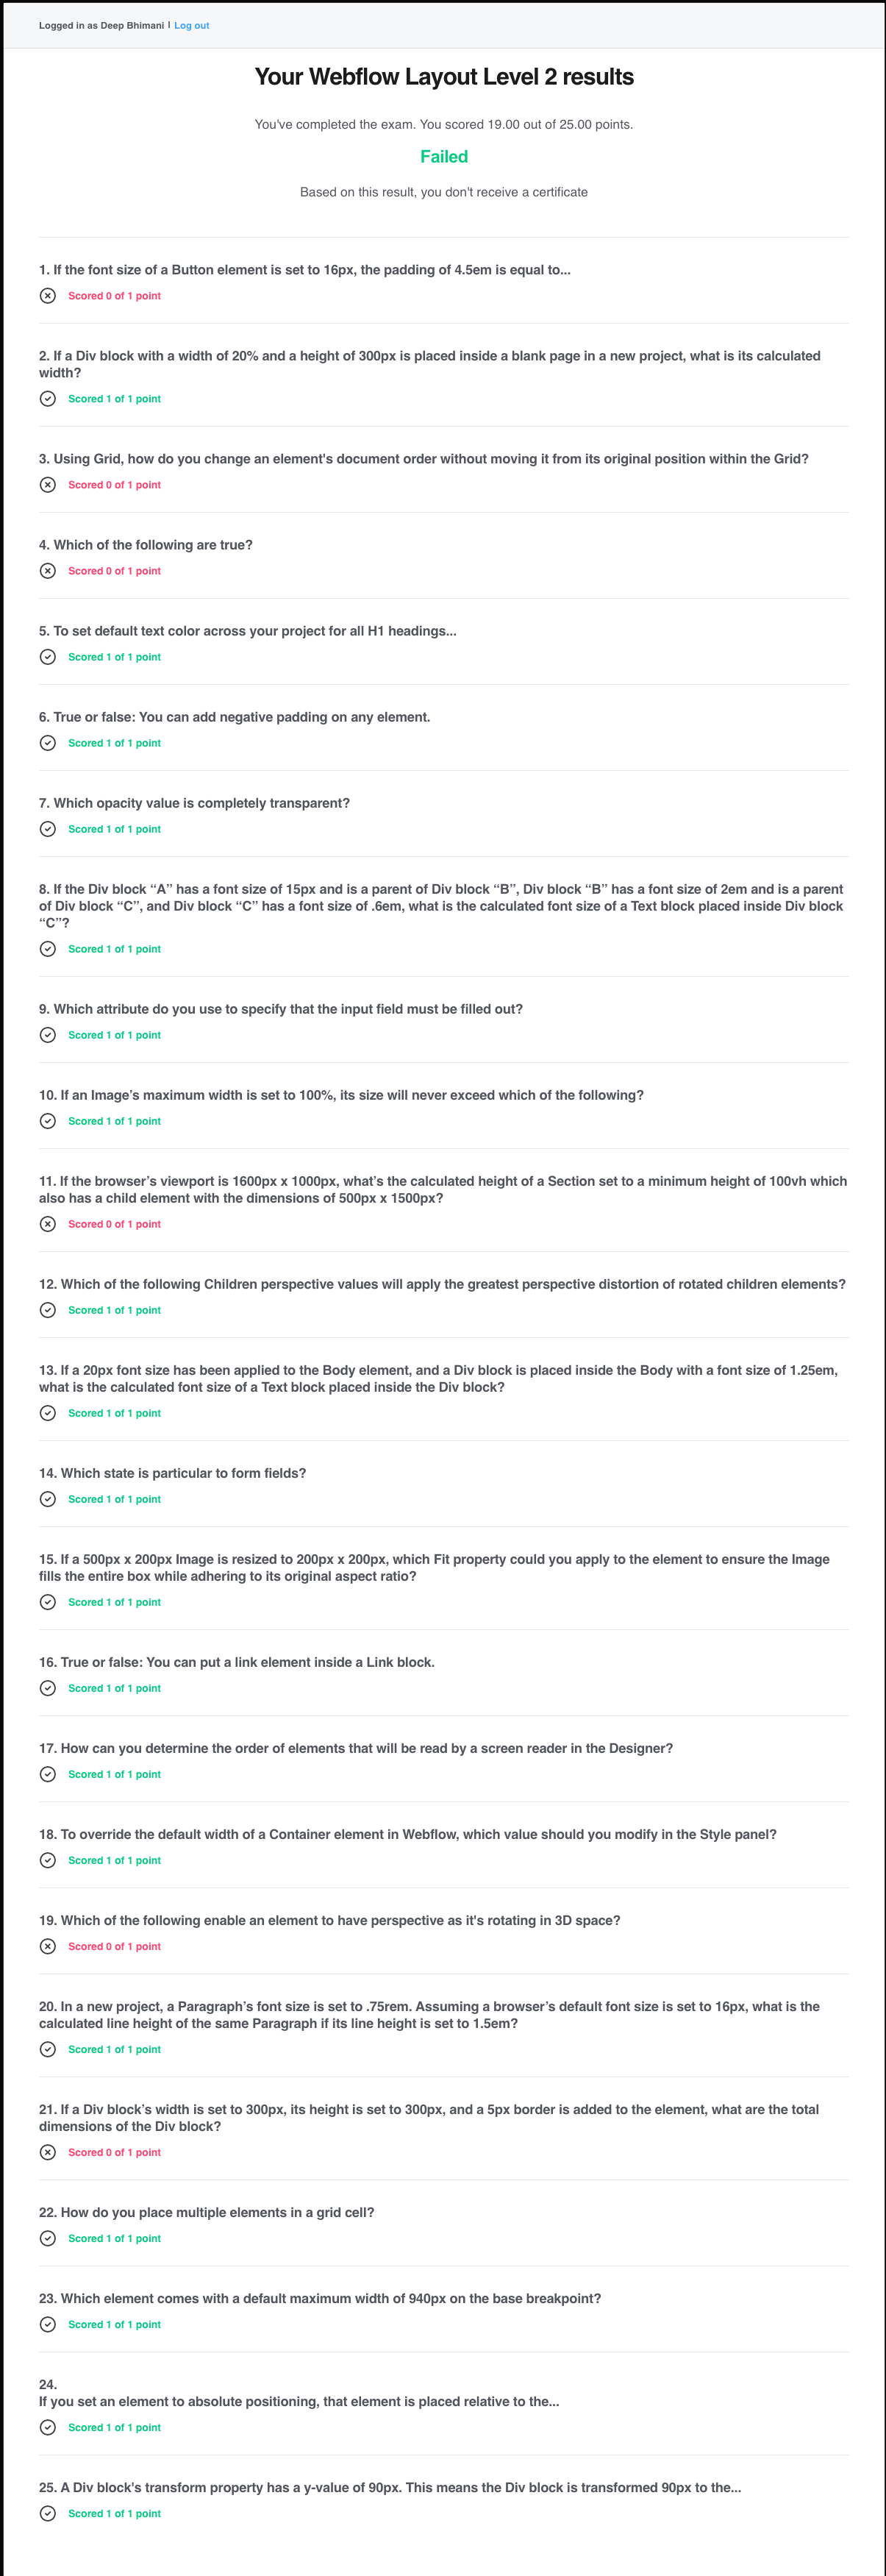 Logged in as Deep Bhimani | Log out
Your Webflow Layout Level 2 results
You've completed the exam. You scored 19.00 out of 25.00 points.
Failed
Based on this result, you don't receive a certificate
1. If the font size of a Button element is set to 16px, the padding of 4.5em is equal to...
Scored 0 of 1 point
2. If a Div block with a width of 20% and a height of 300px is placed inside a blank page in a new project, what is its calculated
width?
Scored 1 of 1 point
3. Using Grid, how do you change an element's document order without moving it from its original position within the Grid?
Scored 0 of 1 point
4. Which of the following are true?
Scored 0 of 1 point
5. To set default text color across your project for all H1 headings...
Scored 1 of 1 point
6. True or false: You can add negative padding on any element.
Scored 1 of 1 point
7. Which opacity value is completely transparent?
Scored 1 of 1 point
8. If the Div block “A” has a font size of 15px and is a parent of Div block “B”, Div block “B” has a font size of 2em and is a parent
of Div block “C”, and Div block “C” has a font size of .6em, what is the calculated font size of a Text block placed inside Div block
“C”?
Scored 1 of 1 point
9. Which attribute do you use to specify that the input field must be filled out?
Scored 1 of 1 point
10. If an Image’s maximum width is set to 100%, its size will never exceed which of the following?
Scored 1 of 1 point
11. If the browser’s viewport is 1600px x 1000px, what’s the calculated height of a Section set to a minimum height of 100vh which
also has a child element with the dimensions of 500px x 1500px?
Scored 0 of 1 point
12. Which of the following Children perspective values will apply the greatest perspective distortion of rotated children elements?
Scored 1 of 1 point
13. If a 20px font size has been applied to the Body element, and a Div block is placed inside the Body with a font size of 1.25em,
what is the calculated font size of a Text block placed inside the Div block?
Scored 1 of 1 point
14. Which state is particular to form fields?
Scored 1 of 1 point
15. If a 500px x 200px Image is resized to 200px x 200px, which Fit property could you apply to the element to ensure the Image
fills the entire box while adhering to its original aspect ratio?
Scored 1 of 1 point
16. True or false: You can put a link element inside a Link block.
Scored 1 of 1 point
17. How can you determine the order of elements that will be read by a screen reader in the Designer?
Scored 1 of 1 point
18. To override the default width of a Container element in Webflow, which value should you modify in the Style panel?
Scored 1 of 1 point
19. Which of the following enable an element to have perspective as it's rotating in 3D space?
Scored 0 of 1 point
20. In a new project, a Paragraph’s font size is set to .75rem. Assuming a browser’s default font size is set to 16px, what is the
calculated line height of the same Paragraph if its line height is set to 1.5em?
Scored 1 of 1 point
21. If a Div block’s width is set to 300px, its height is set to 300px, and a 5px border is added to the element, what are the total
dimensions of the Div block?
Scored 0 of 1 point
22. How do you place multiple elements in a grid cell?
Scored 1 of 1 point
23. Which element comes with a default maximum width of 940px on the base breakpoint?
Scored 1 of 1 point
24.
If you set an element to absolute positioning, that element is placed relative to the...
Scored 1 of 1 point
25. A Div block's transform property has a y-value of 90px. This means the Div block is transformed 90px to the...
Scored 1 of 1 point